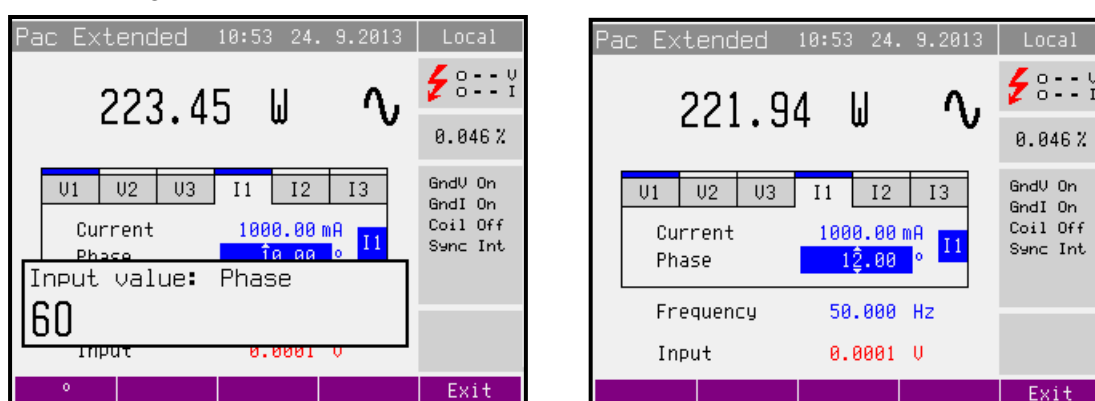 Pac Extended 10:53 24. 9.2013 Local
223.45 W
o-- V
o-- I
0.046 %
V1 V2 V3 I1 I2 I3
Current 1000.00 mA
Phase 10.00 ° I1
Input value: Phase
60
Input 0.0001 V
GndV On
GndI On
Coil Off
Sync Int
° Exit
Pac Extended 10:53 24. 9.2013 Local
221.94 W
o-- V
o-- I
0.046 %
V1 V2 V3 I1 I2 I3
Current 1000.00 mA
Phase 12.00 ° I1
Frequency 50.000 Hz
Input 0.0001 V
GndV On
GndI On
Coil Off
Sync Int
Exit